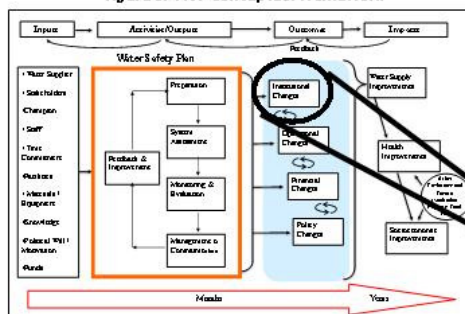 Inputs
Activities/Outputs
Outcomes
Impacts
Feedback
Water Safety Plan
• Water Supplier
• Stakeholders
• Champion
• Staff
• Time Commitment
• Materials / Equipment
• Knowledge
• Political Will /
• Funds
Preparation
System Assessment
Monitoring & Evaluation
Management & Communication
Feedback & Improvement
Institutional Changes
Operational Changes
Financial Changes
Policy Changes
Water Supply Improvements
Health Improvements
Socioeconomic Improvements
Months
Years